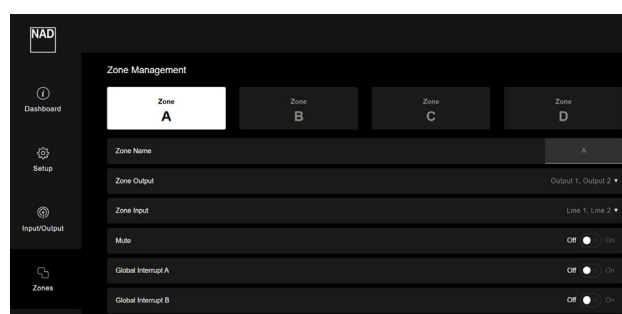 NAD
Zone Management
Dashboard
Zone
A
Zone
B
Zone
C
Zone
D
Setup
Zone Name
A
Zone Output
Output 1, Output 2
Input/Output
Zone Input
Line 1, Line 2
Mute
Off
On
Zones
Global Interrupt A
Off
On
Global Interrupt B
Off
On